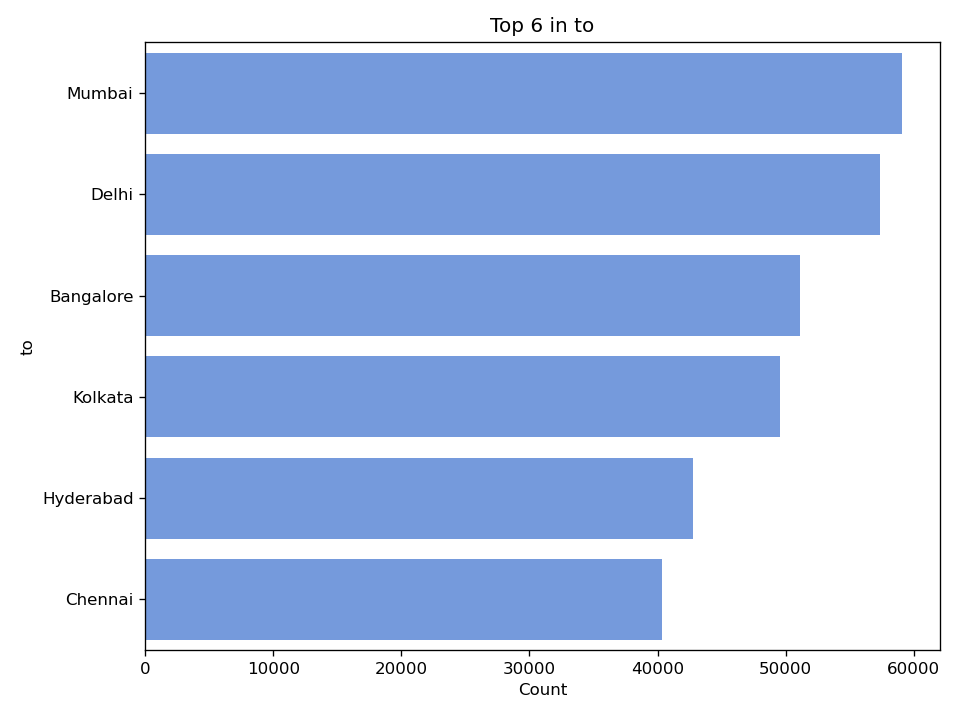 Top 6 in to
Mumbai
Delhi
Bangalore
to
Kolkata
Hyderabad
Chennai
0 10000 20000 30000 40000 50000 60000
Count